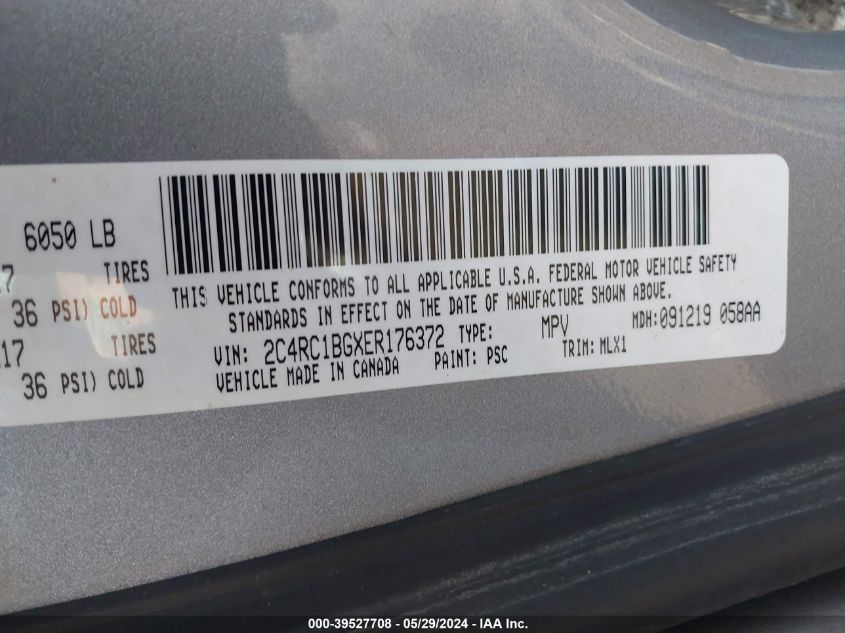 6050 LB
7 TIRES
36 PSI) COLD
17 TIRES
36 PSI) COLD
THIS VEHICLE CONFORMS TO ALL APPLICABLE U.S.A. FEDERAL MOTOR VEHICLE SAFETY
STANDARDS IN EFFECT ON THE DATE OF MANUFACTURE SHOWN ABOVE.
VIN: 2C4RC1BGXER176372 TYPE: MPV MDH:091219 058AA
VEHICLE MADE IN CANADA PAINT: PSC TRIM: MLX1
000-39527708 - 05/29/2024 - IAA Inc.